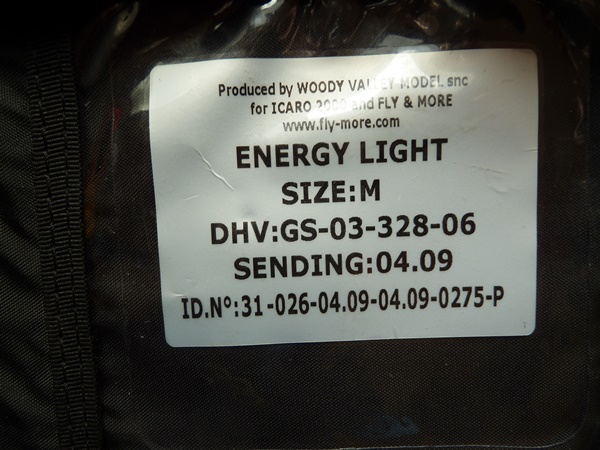 Produced by WOODY VALLEY MODEL snc
for ICARO 2000 and FLY & MORE
www.fly-more.com
ENERGY LIGHT
SIZE:M
DHV:GS-03-328-06
SENDING:04.09
ID.Nº:31-026-04.09-04.09-0275-P